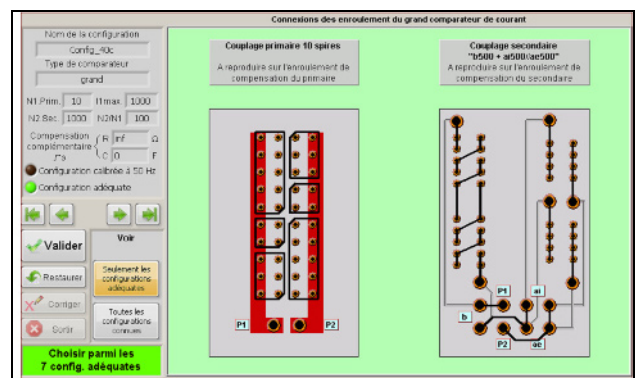 Connexions des enroulement du grand comparateur de courant
Nom de la configuration
Config_40c
Type de comparateur
grand
N1 Prim. 10 I1max. 1000
N2 Sec. 1000 N2/N1 100
Compensation
complémentaire
R inf Ω
C 0 F
Configuration calibrée à 50 Hz
Configuration adéquate
Valider
Restaurer
Corriger
Sortir
Voir
Seulement les
configurations
adéquates
Toutes les
configurations
connues
Choisir parmi les
7 config. adéquates
Couplage primaire 10 spires
A reproduire sur l'enroulement de
compensation du primaire
P1
P2
Couplage secondaire
"b500 + ai500//ae500"
A reproduire sur l'enroulement de
compensation du secondaire
P1
ai
b
P2
ae